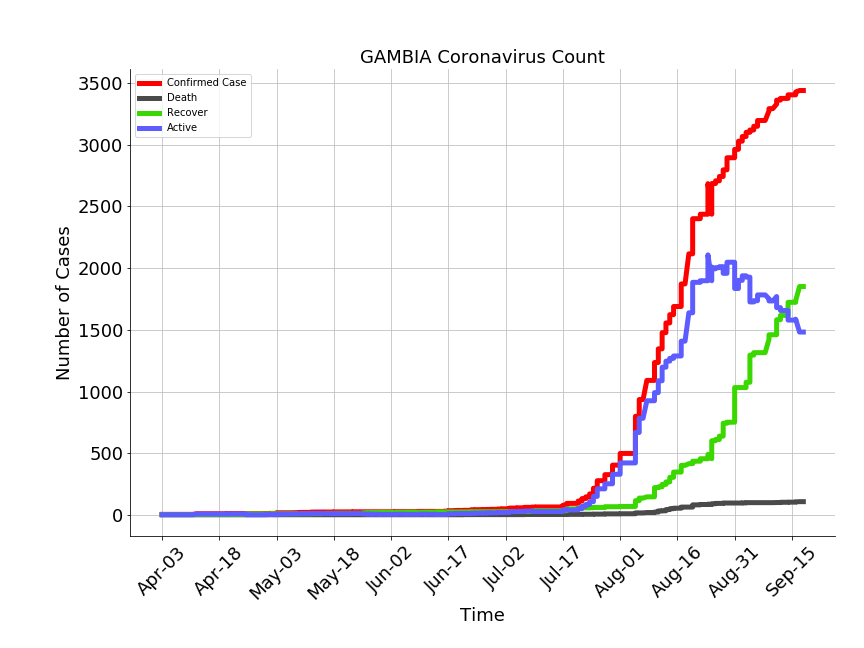 GAMBIA Coronavirus Count
Confirmed Case
Death
Recover
Active
Number of Cases
3500
3000
2500
2000
1500
1000
500
0
Apr-03
Apr-18
May-03
May-18
Jun-02
Jun-17
Jul-02
Jul-17
Aug-01
Aug-16
Aug-31
Sep-15
Time